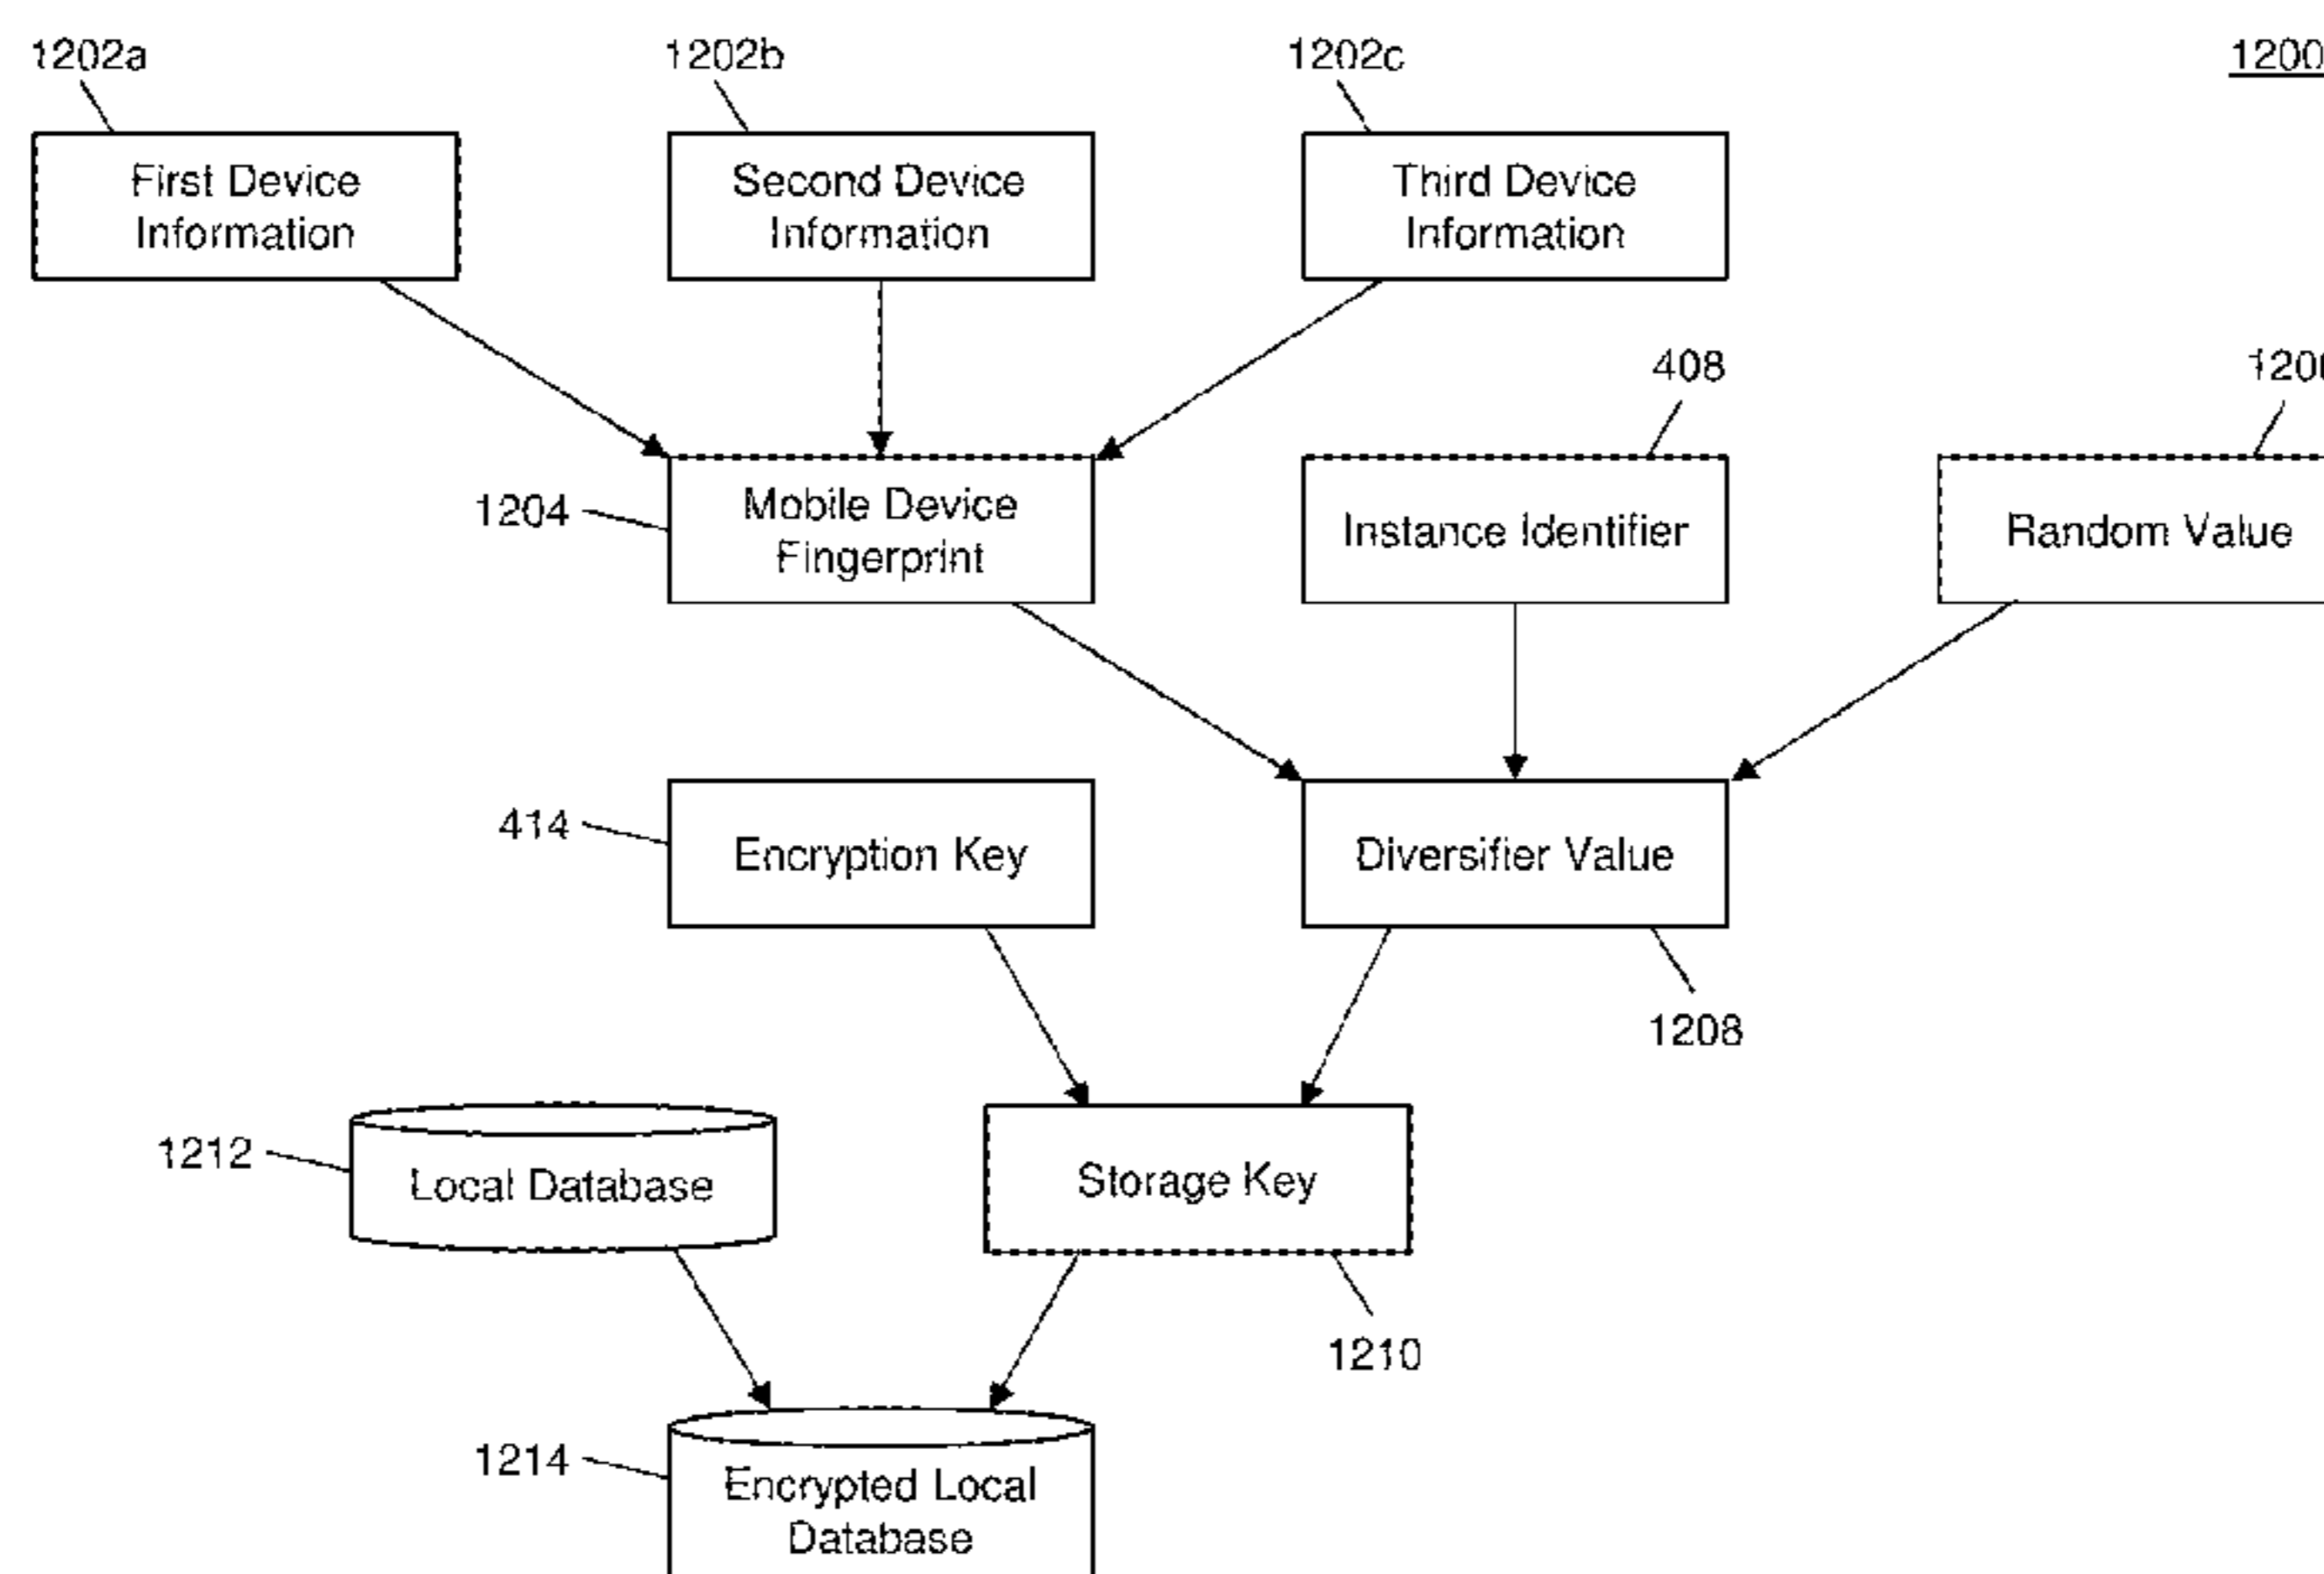 1202a
1202b
1202c
1200
First Device
Information
Second Device
Information
Third Device
Information
408
1204
Mobile Device
Fingerprint
Instance Identifier
Random Value
414
Encryption Key
Diversifier Value
1208
1212
Local Database
Storage Key
1210
1214
Encrypted Local
Database